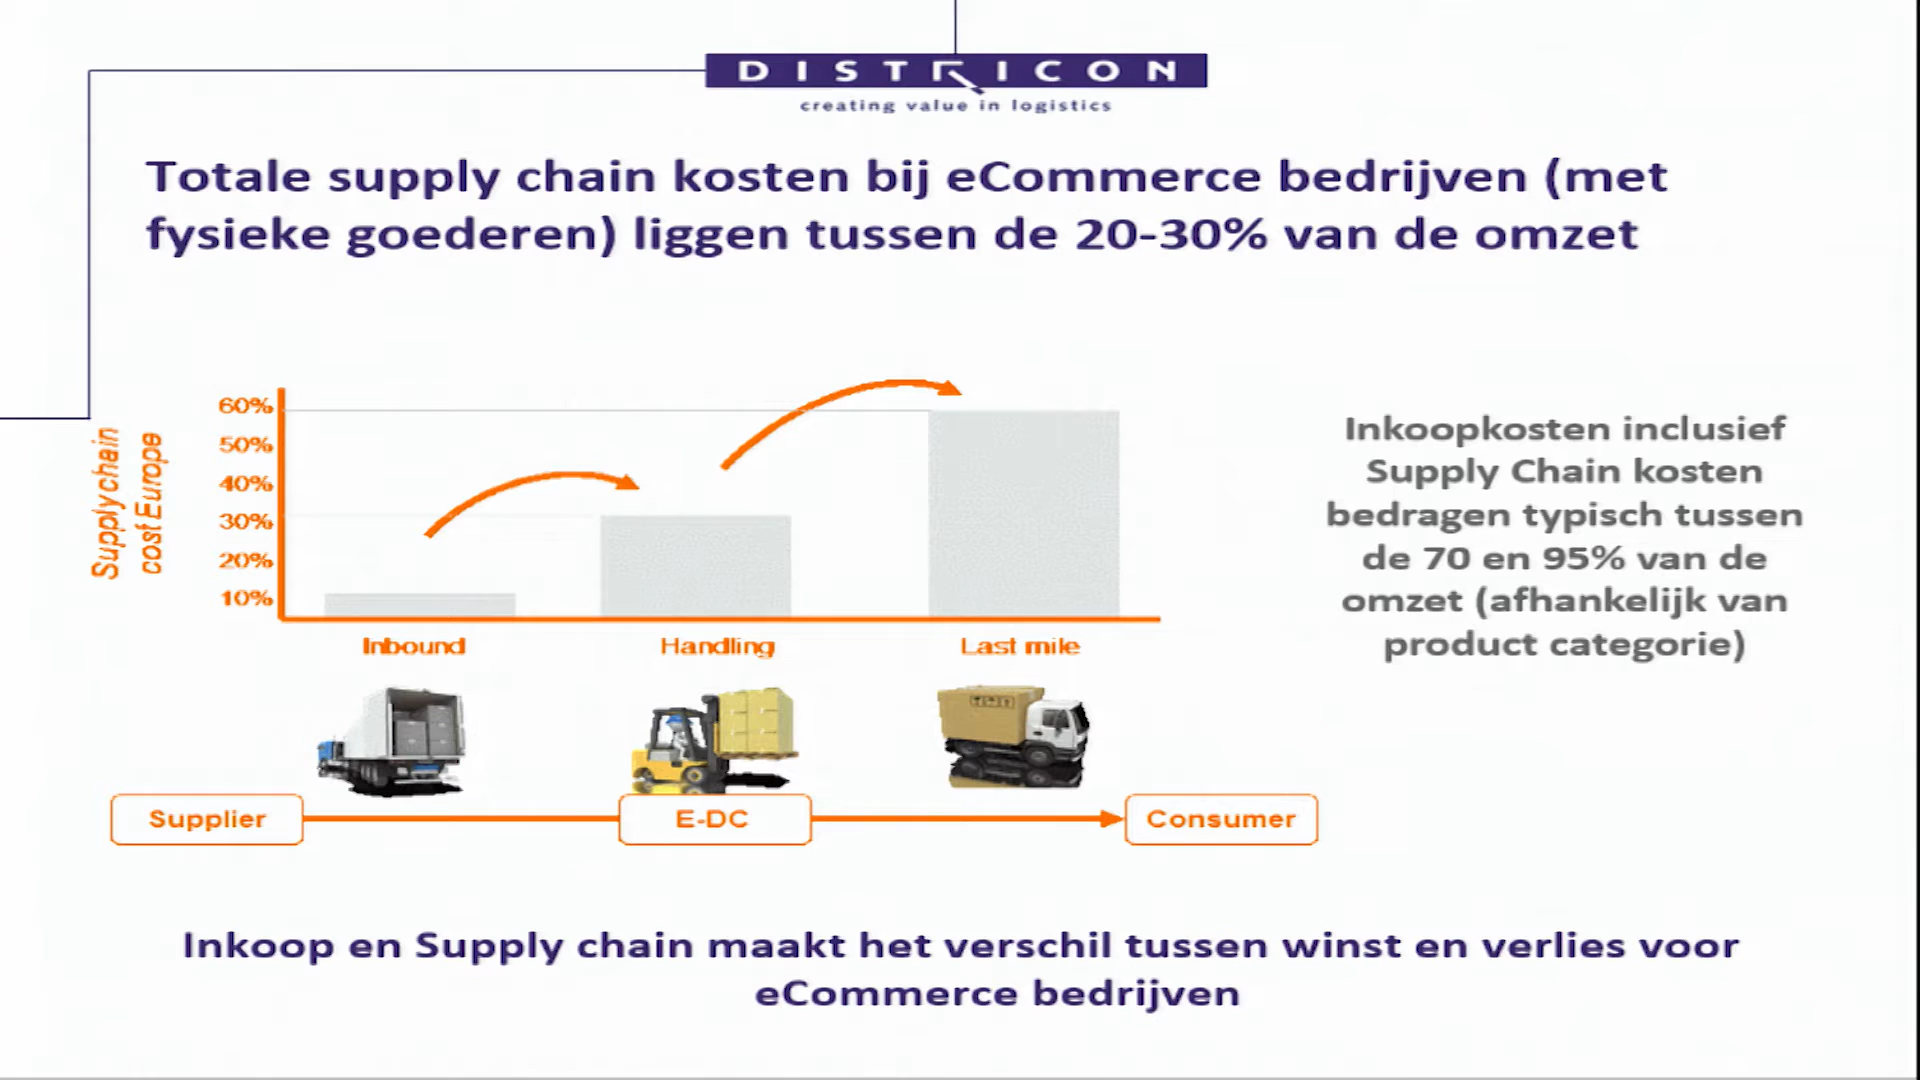 DISTRICON
creating value in logistics
Totale supply chain kosten bij eCommerce bedrijven (met
fysieke goederen) liggen tussen de 20-30% van de omzet
Supply chain
cost Europe
60%
50%
40%
30%
20%
10%
Inbound
Handling
Last mile
Inkoopkosten inclusief
Supply Chain kosten
bedragen typisch tussen
de 70 en 95% van de
omzet (afhankelijk van
product categorie)
Supplier
E-DC
Consumer
Inkoop en Supply chain maakt het verschil tussen winst en verlies voor
eCommerce bedrijven